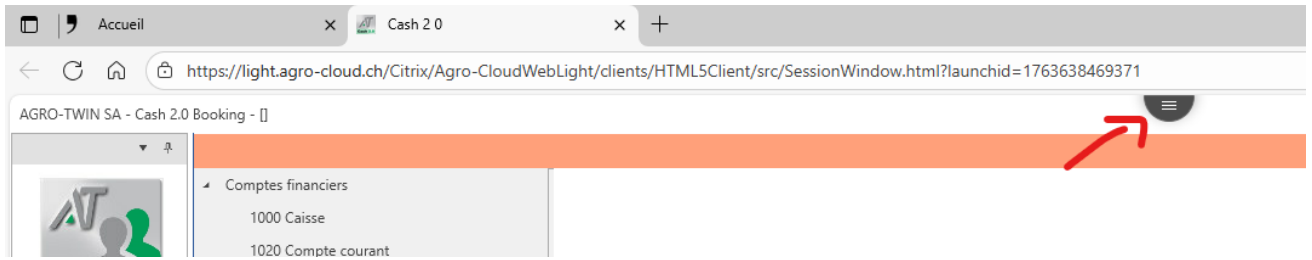 Accueil
Cash 2 0
https://light.agro-cloud.ch/Citrix/Agro-CloudWebLight/clients/HTML5Client/src/SessionWindow.html?launchid=1763638469371
AGRO-TWIN SA - Cash 2.0 Booking - []
AT
Comptes financiers
1000 Caisse
1020 Compte courant